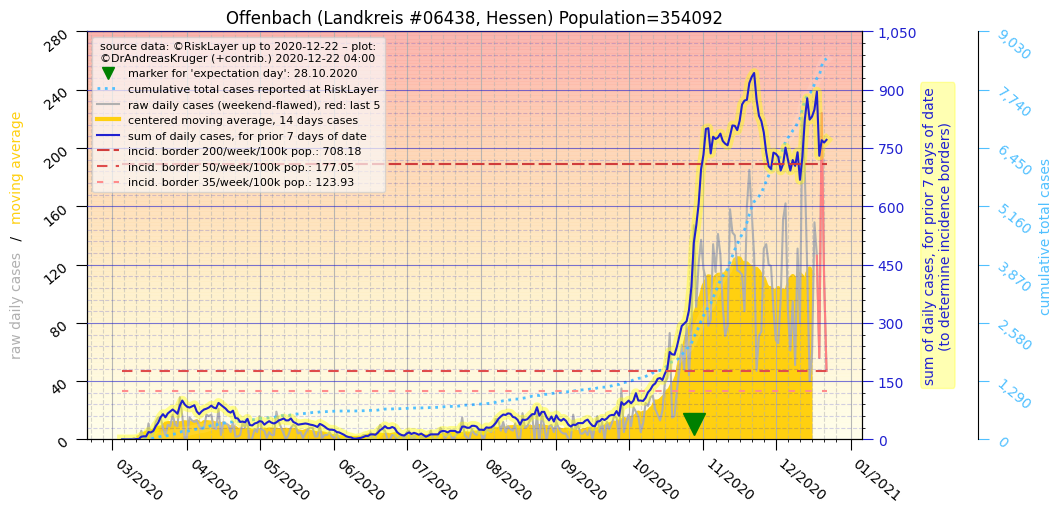 Offenbach (Landkreis #06438, Hessen) Population=354092
source data: ©RiskLayer up to 2020-12-22 – plot:
©DrAndreasKruger (+contrib.) 2020-12-22 04:00
marker for 'expectation day': 28.10.2020
cumulative total cases reported at RiskLayer
raw daily cases (weekend-flawed), red: last 5
centered moving average, 14 days cases
sum of daily cases, for prior 7 days of date
incid. border 200/week/100k pop.: 708.18
incid. border 50/week/100k pop.: 177.05
incid. border 35/week/100k pop.: 123.93
raw daily cases / moving average
280
240
200
160
120
80
40
0
03/2020
04/2020
05/2020
06/2020
07/2020
08/2020
09/2020
10/2020
11/2020
12/2020
01/2021
1,050
900
750
600
450
300
150
0
sum of daily cases, for prior 7 days of date
(to determine incidence borders)
9,030
7,740
6,450
5,160
3,870
2,580
1,290
0
cumulative total cases